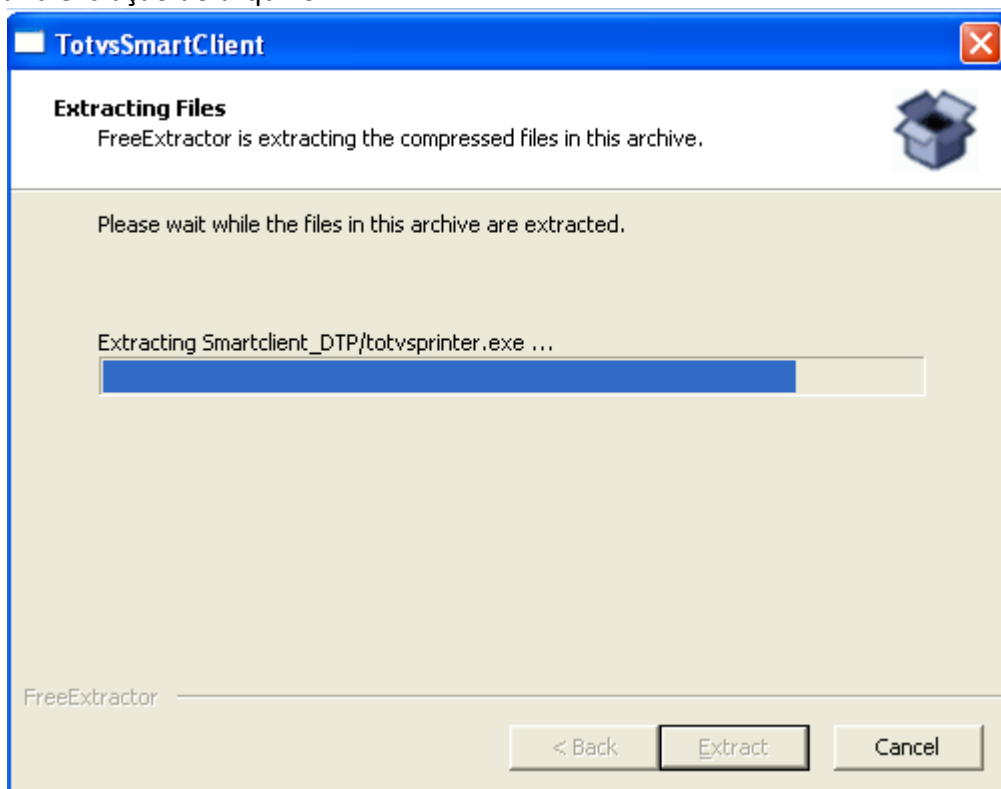 TotvsSmartClient
Extracting Files
FreeExtractor is extracting the compressed files in this archive.
Please wait while the files in this archive are extracted.
Extracting Smartclient_DTP/totvsprinter.exe ...
FreeExtractor
< Back Extract Cancel